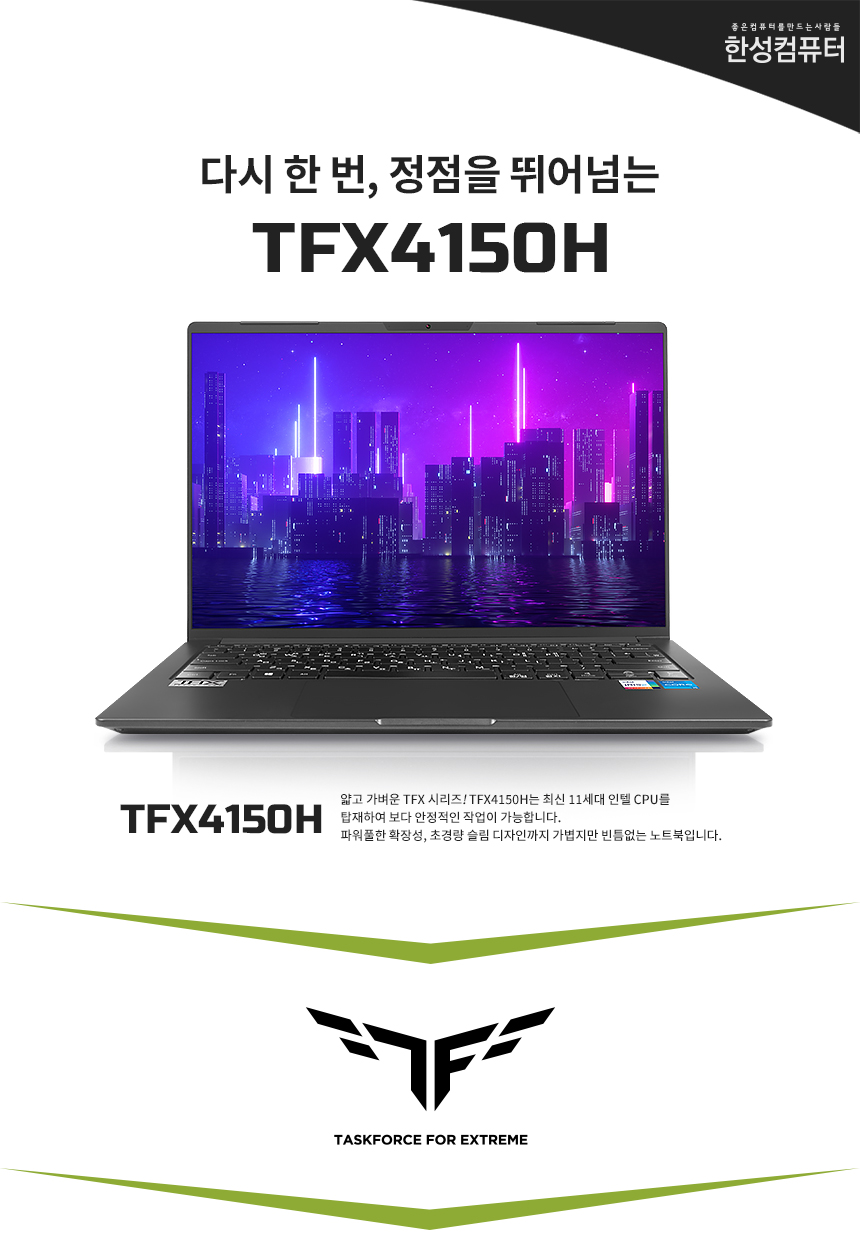 좋은컴퓨터를만드는사람들
한성컴퓨터
다시 한 번, 정점을 뛰어넘는
TFX4150H
TFX4150H
얇고 가벼운 TFX 시리즈! TFX4150H는 최신 11세대 인텔 CPU를
탑재하여 보다 안정적인 작업이 가능합니다.
파워풀한 확장성, 초경량 슬림 디자인까지 가볍지만 빈틈없는 노트북입니다.
TF
TASKFORCE FOR EXTREME